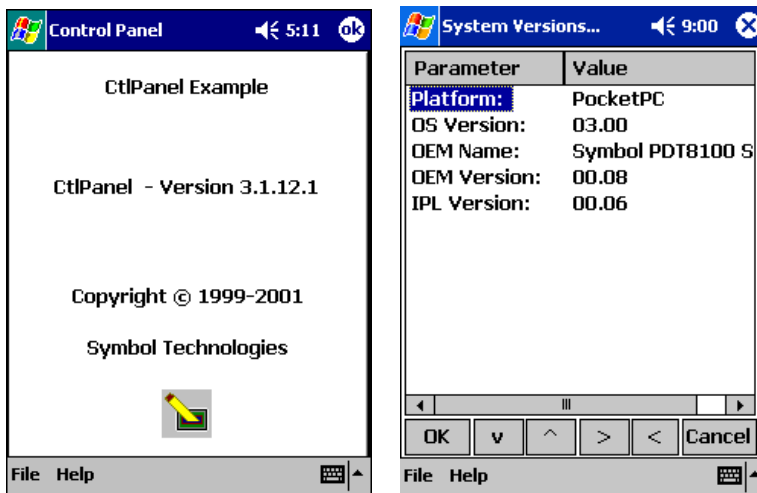 Control Panel 5:11 ok
CtlPanel Example
CtlPanel - Version 3.1.12.1
Copyright © 1999-2001
Symbol Technologies
File Help
System Versions... 9:00
Parameter Value
Platform: PocketPC
OS Version: 03.00
OEM Name: Symbol PDT8100 S
OEM Version: 00.08
IPL Version: 00.06
OK v ^ > < Cancel
File Help